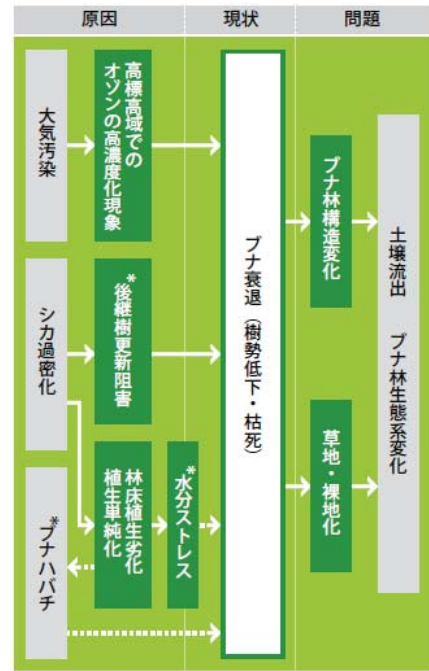 原因
現状
問題
大気汚染
高標高域での
オゾンの高濃度化現象
シカ過密化
*後継樹更新阻害
*ブナハバチ
林床植生劣化
植生単純化
*水分ストレス
ブナ衰退（樹勢低下・枯死）
ブナ林構造変化
草地・裸地化
土壌流出　ブナ林生態系変化